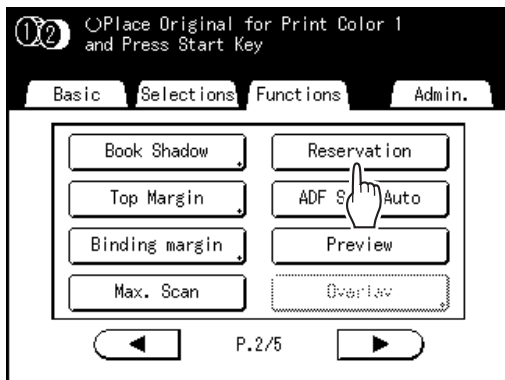 ①② ○Place Original for Print Color 1
and Press Start Key
Basic Selections Functions Admin.
Book Shadow Reservation
Top Margin ADF S Auto
Binding margin Preview
Max. Scan Overlay
◄ P.2/5 ►